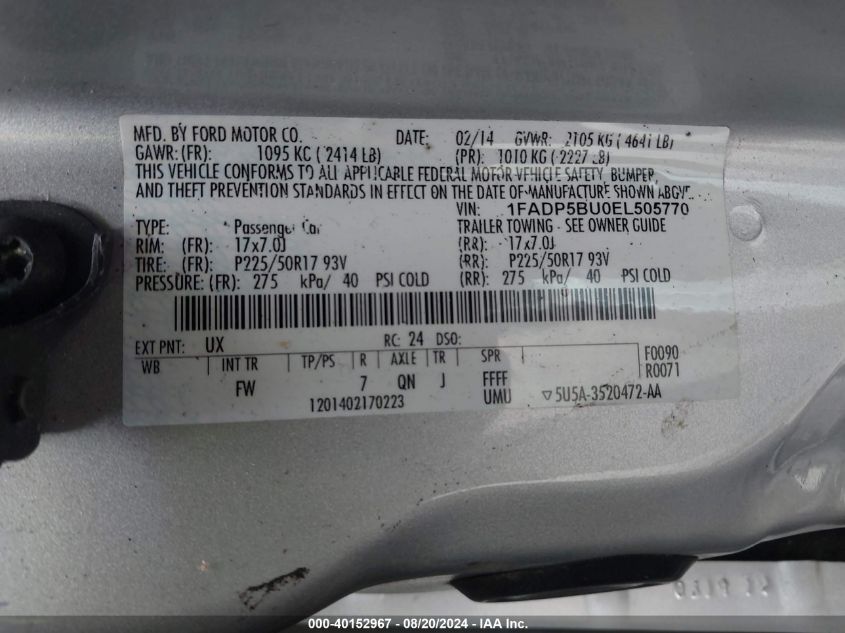 MFD. BY FORD MOTOR CO. DATE: 02/14 GVWR: 2105 KG ( 4641 LB)
GAWR: (FR): 1095 KC ( 2414 LB) (PR): 1010 KG ( 2227 LB)
THIS VEHICLE CONFORMS TO ALL APPLICABLE FEDERAL MOTOR VEHICLE SAFETY, BUMPER,
AND THEFT PREVENTION STANDARDS IN EFFECT ON THE DATE OF MANUFACTURE SHOWN ABOVE.
VIN: 1FADP5BU0EL505770
TYPE: Passenger Car TRAILER TOWING - SEE OWNER GUIDE
RIM: (FR): 17x7.0J (RR): 17x7.0J
TIRE: (FR): P225/50R17 93V (RR): P225/50R17 93V
PRESSURE: (FR): 275 kPa/ 40 PSI COLD (RR): 275 kPa/ 40 PSI COLD
EXT PNT: UX RC: 24 DSO: F0090
WB INT TR TP/PS R AXLE TR SPR R0071
FW 7 QN J FFFF
UMU ▽5U5A-3520472-AA
1201402170223
000-40152967 - 08/20/2024 - IAA Inc.